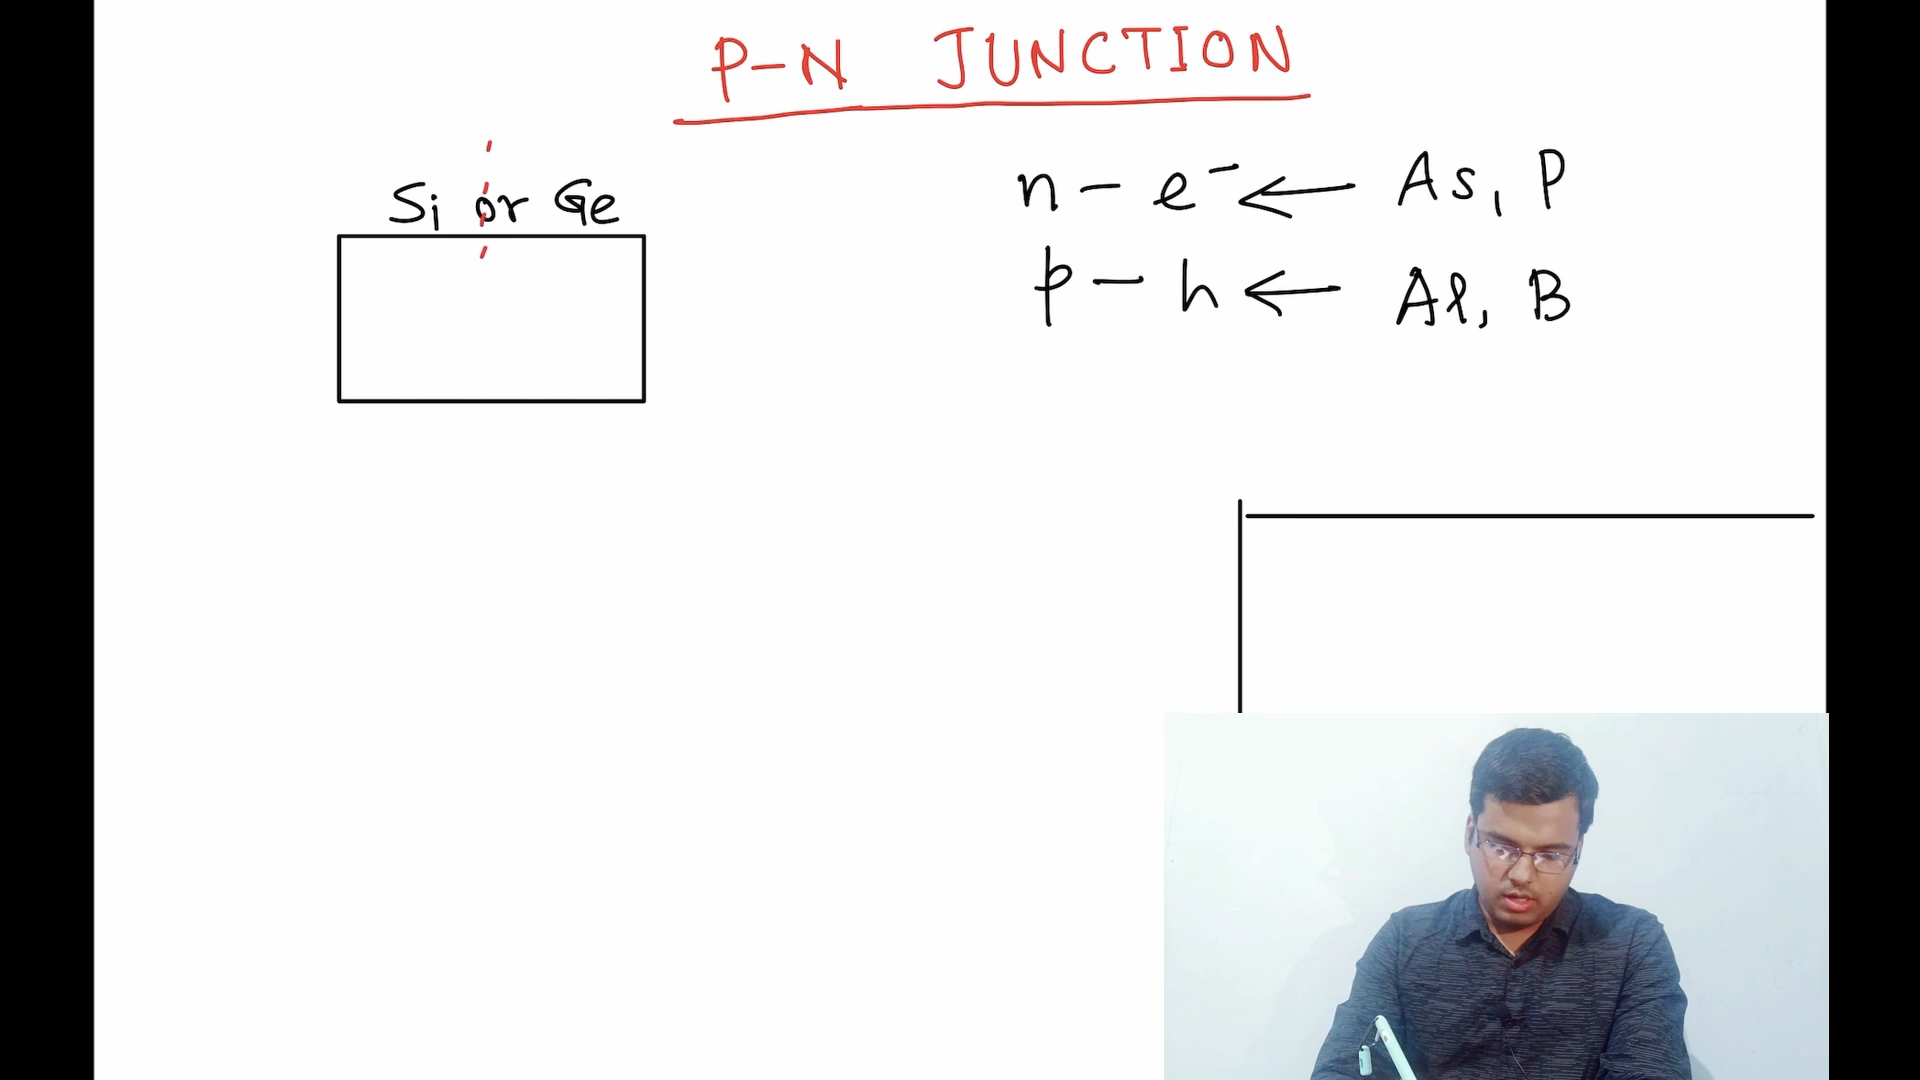 P-N JUNCTION
Si or Ge
n - e⁻ ← As, P
p - h ← Al, B